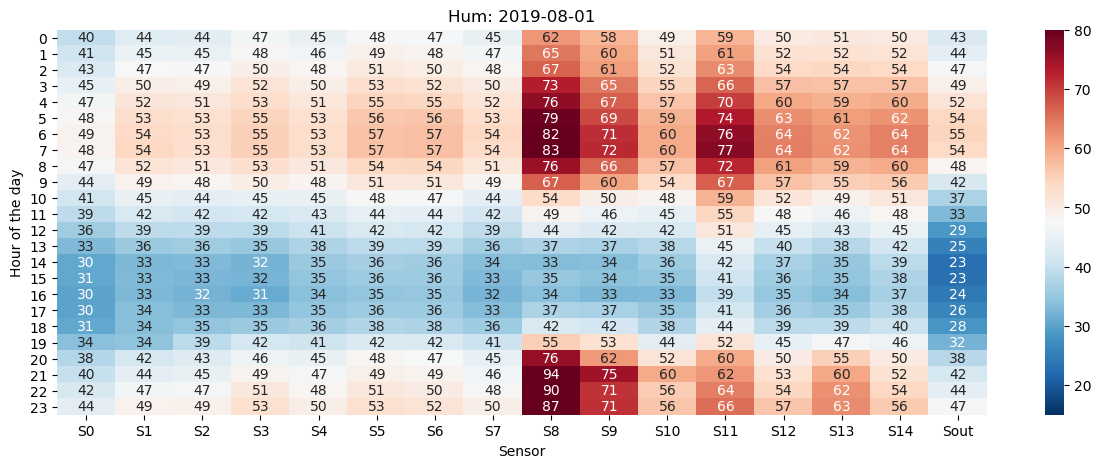 Hum: 2019-08-01
0 40 44 44 47 45 48 47 45 62 58 49 59 50 51 50 43
1 41 45 45 48 46 49 48 47 65 60 51 61 52 52 52 44
2 43 47 47 50 48 51 50 48 67 61 52 63 54 54 54 47
3 45 50 49 52 50 53 52 50 73 65 55 66 57 57 57 49
4 47 52 51 53 51 55 55 52 76 67 57 70 60 59 60 52
5 48 53 53 55 53 56 56 53 79 69 59 74 63 61 62 54
6 49 54 53 55 53 57 57 54 82 71 60 76 64 62 64 55
7 48 54 53 55 53 57 57 54 83 72 60 77 64 62 64 54
8 47 52 51 53 51 54 54 51 76 66 57 72 61 59 60 48
9 44 49 48 50 48 51 51 49 67 60 54 67 57 55 56 42
10 41 45 44 45 45 48 47 44 54 50 48 59 52 49 51 37
11 39 42 42 42 43 44 44 42 49 46 45 55 48 46 48 33
12 36 39 39 39 41 42 42 39 44 42 42 51 45 43 45 29
13 33 36 36 35 38 39 39 36 37 37 38 45 40 38 42 25
14 30 33 33 32 35 36 36 34 33 34 36 42 37 35 39 23
15 31 33 33 32 35 36 35 33 35 34 35 41 36 35 38 23
16 30 33 32 31 34 35 35 32 34 33 33 39 35 34 37 24
17 30 34 33 33 35 36 36 33 37 37 35 41 36 35 38 26
18 31 34 35 35 36 38 38 36 42 42 38 44 39 39 40 28
19 34 34 39 42 41 42 42 41 55 53 44 52 45 47 46 32
20 38 42 43 46 45 48 47 45 76 62 52 60 50 55 50 38
21 40 44 45 49 47 49 49 46 94 75 60 62 53 60 52 42
22 42 47 47 51 48 51 50 48 90 71 56 64 54 62 54 44
23 44 49 49 53 50 53 52 50 87 71 56 66 57 63 56 47
S0 S1 S2 S3 S4 S5 S6 S7 S8 S9 S10 S11 S12 S13 S14 Sout
Sensor
Hour of the day
80
70
60
50
40
30
20